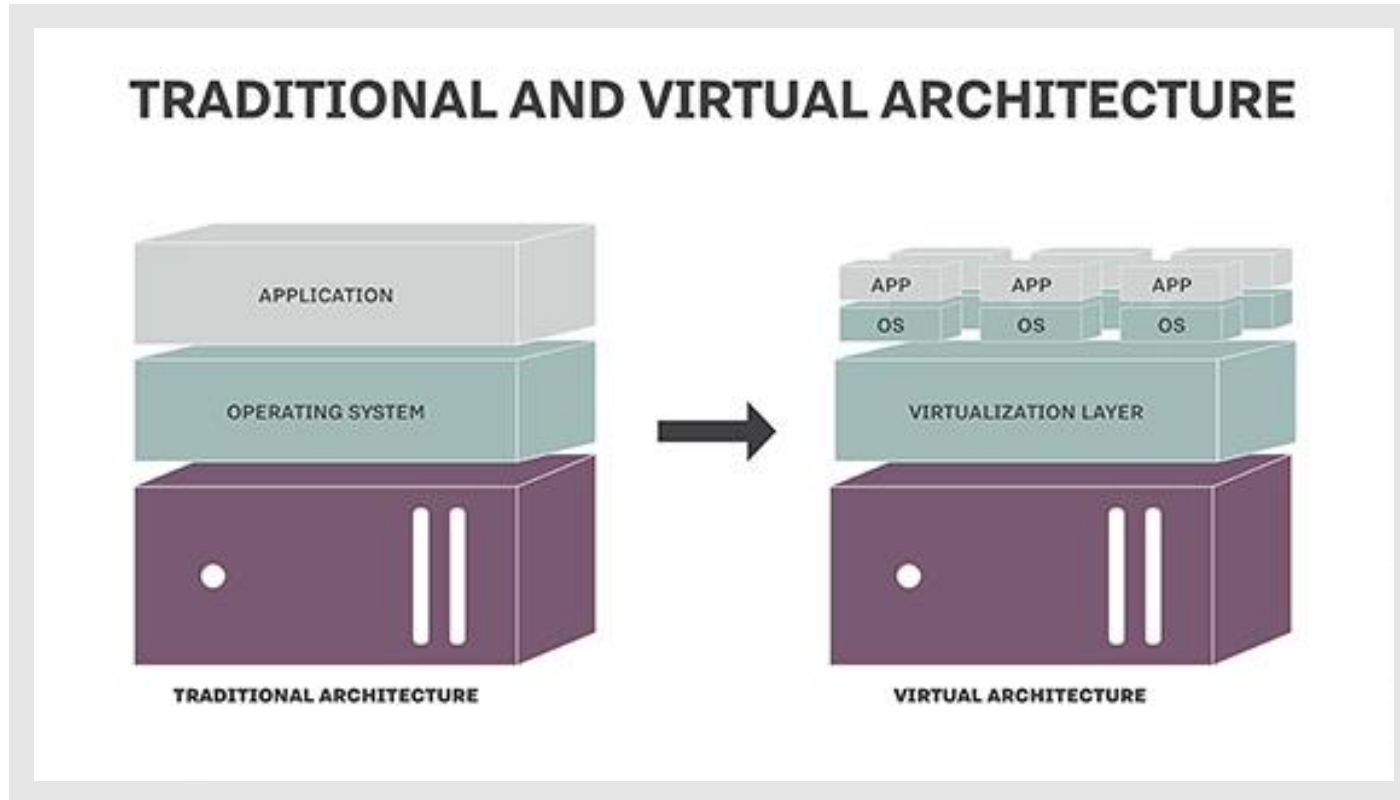 TRADITIONAL AND VIRTUAL ARCHITECTURE
APPLICATION
OPERATING SYSTEM
TRADITIONAL ARCHITECTURE
APP APP APP
OS OS OS
VIRTUALIZATION LAYER
VIRTUAL ARCHITECTURE